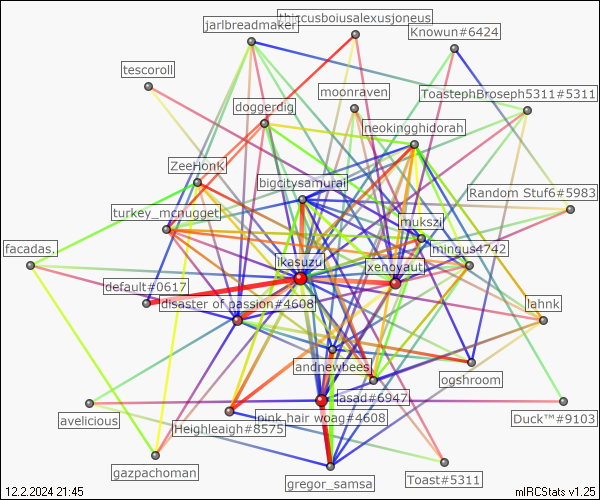 thiccusboiusalexusjoneus
jarlbreadmaker
Knowun#6424
tescoroll
moonraven
ToastephBroseph5311#5311
doggerdig
neokingghidorah
ZeeHonK
bigcitysamurai
Random Stuf6#5983
turkey_mcnugget
mukszi
facadas.
mingus4742
ikasuzu
xenoyaut
default#0617
disaster of passion#4608
lahnk
andnewbees
ogshroom
asad#6947
avelicious
pink hair woag#4608
Duck™#9103
Heighleaigh#8575
gazpachoman
gregor_samsa
Toast#5311
12.2.2024 21:45
mIRCStats v1.25